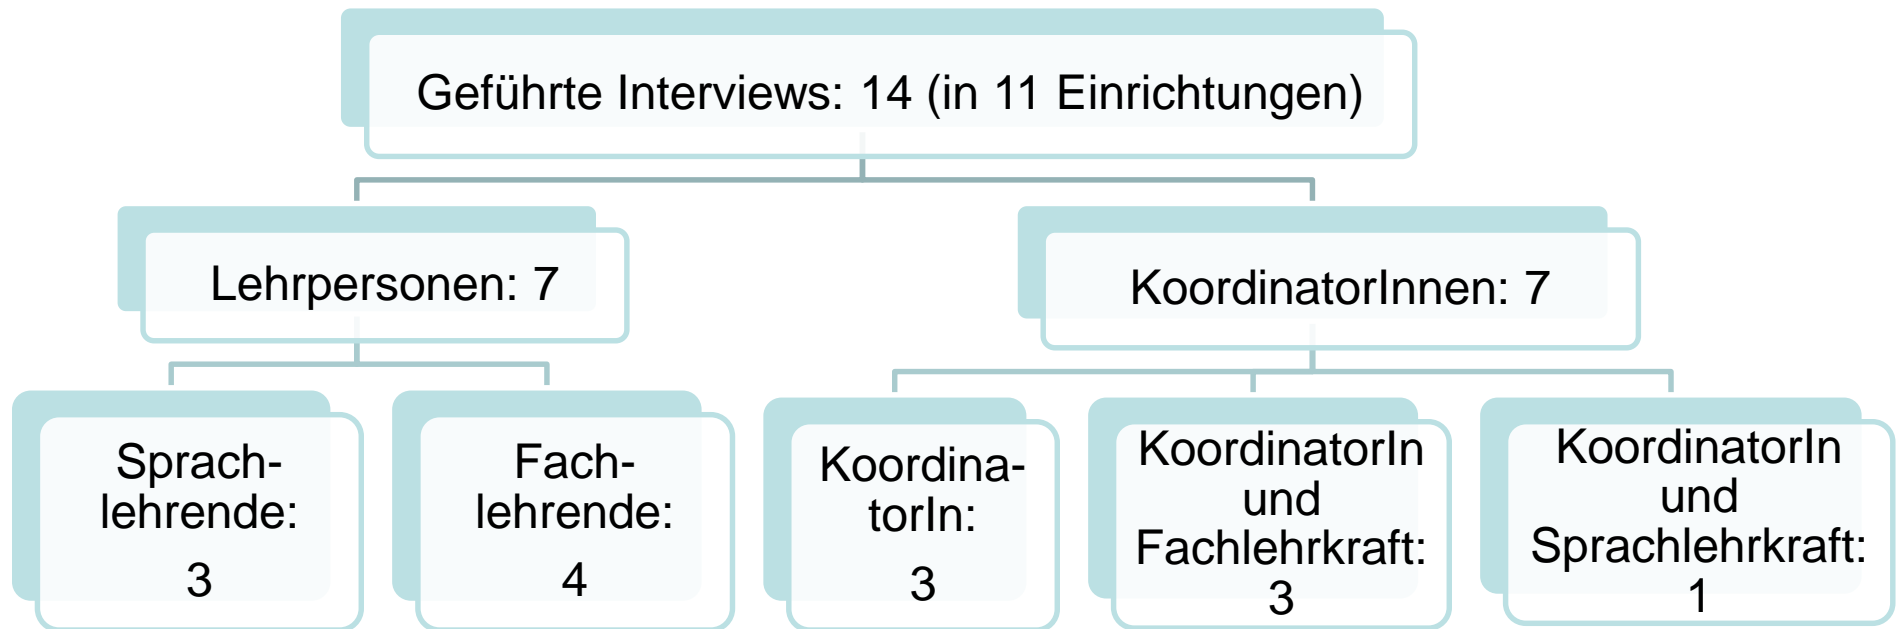 Geführte Interviews: 14 (in 11 Einrichtungen)
Lehrpersonen: 7
KoordinatorInnen: 7
Sprach-
lehrende:
3
Fach-
lehrende:
4
Koordina-
torIn:
3
KoordinatorIn
und
Fachlehrkraft:
3
KoordinatorIn
und
Sprachlehrkraft:
1